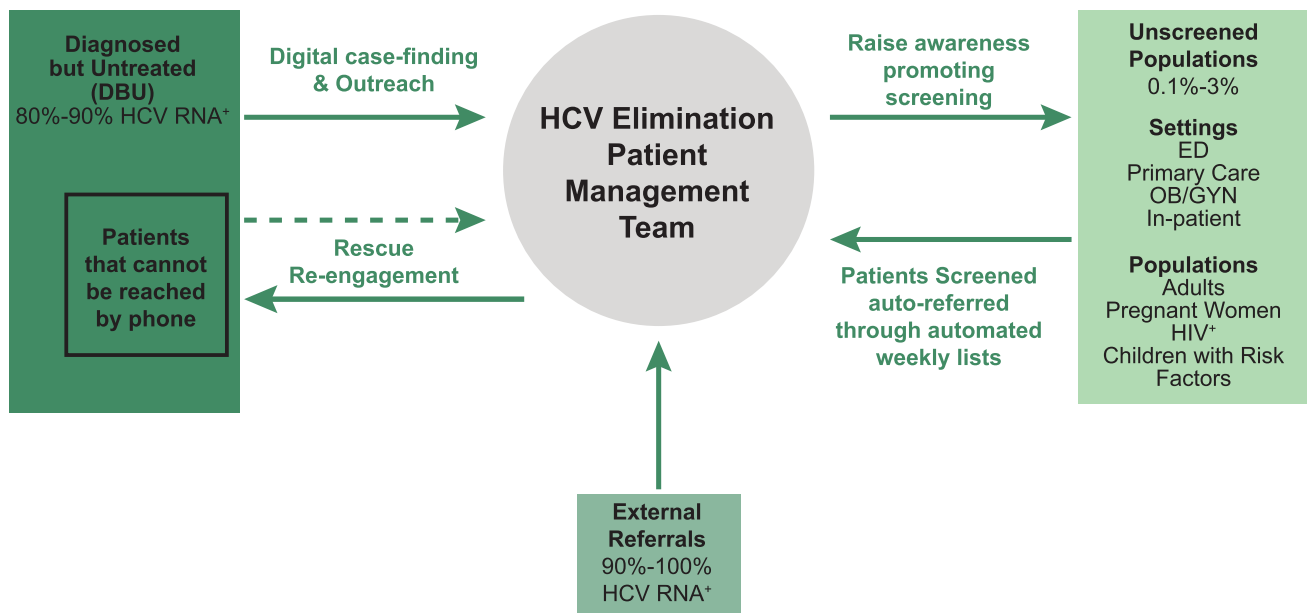 Diagnosed
but Untreated
(DBU)
80%-90% HCV RNA⁺
Patients
that cannot
be reached
by phone
Digital case-finding
& Outreach
Rescue
Re-engagement
HCV Elimination
Patient
Management
Team
External
Referrals
90%-100%
HCV RNA⁺
Raise awareness
promoting
screening
Patients Screened
auto-referred
through automated
weekly lists
Unscreened
Populations
0.1%-3%
Settings
ED
Primary Care
OB/GYN
In-patient
Populations
Adults
Pregnant Women
HIV⁺
Children with Risk
Factors